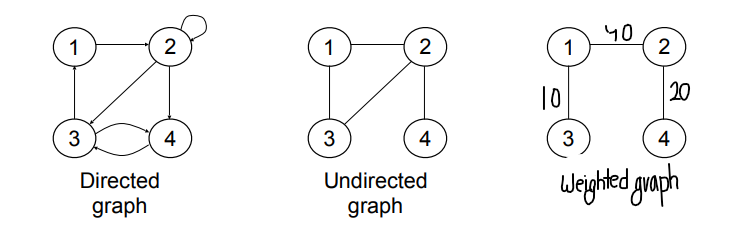 1 2
3 4
Directed
graph
1 2
3 4
Undirected
graph
40
1 2
10 20
3 4
Weighted graph